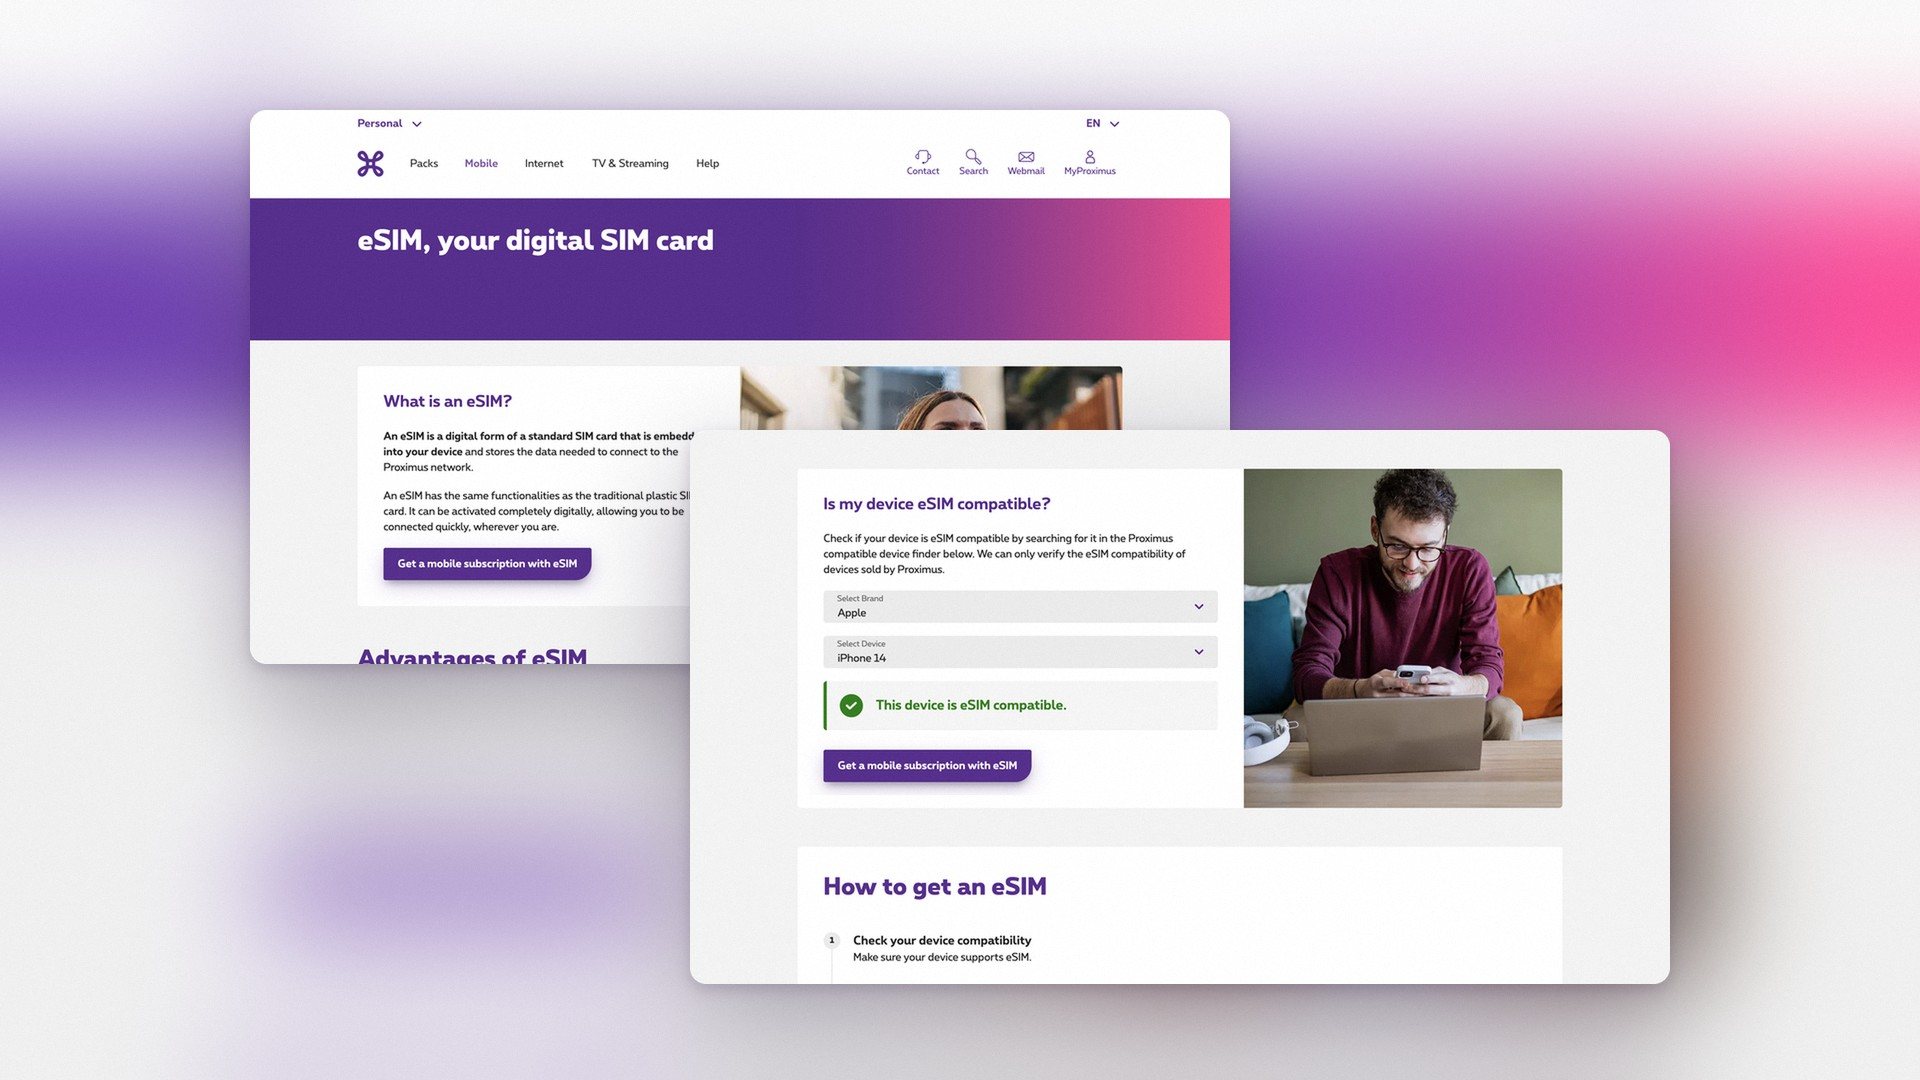 Personal
EN
Packs
Mobile
Internet
TV & Streaming
Help
Contact
Search
Webmail
MyProximus
eSIM, your digital SIM card
What is an eSIM?
An eSIM is a digital form of a standard SIM card that is embedd
into your device and stores the data needed to connect to the
Proximus network.
An eSIM has the same functionalities as the traditional plastic SI
card. It can be activated completely digitally, allowing you to be
connected quickly, wherever you are.
Get a mobile subscription with eSIM
Advantages of eSIM
Is my device eSIM compatible?
Check if your device is eSIM compatible by searching for it in the Proximus
compatible device finder below. We can only verify the eSIM compatibility of
devices sold by Proximus.
Select Brand
Apple
Select Device
iPhone 14
This device is eSIM compatible.
Get a mobile subscription with eSIM
How to get an eSIM
1
Check your device compatibility
Make sure your device supports eSIM.